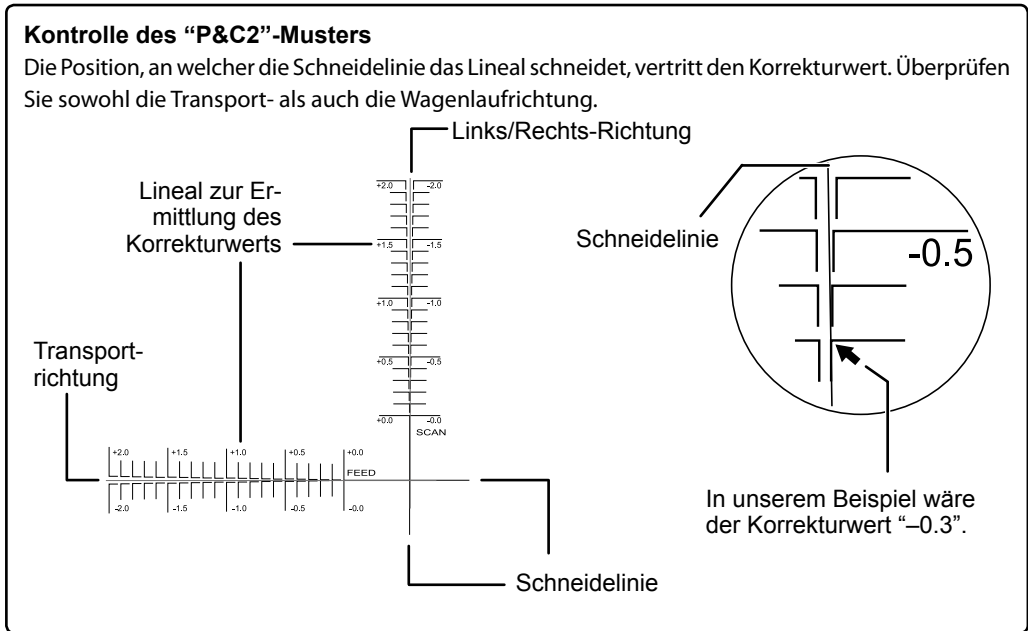 Kontrolle des “P&C2”-Musters
Die Position, an welcher die Schneidelinie das Lineal schneidet, vertritt den Korrekturwert. Überprüfen
Sie sowohl die Transport- als auch die Wagenlaufrichtung.
Links/Rechts-Richtung
Lineal zur Er-
mittlung des
Korrekturwerts
+2.0 -2.0
+1.5 -1.5
+1.0 -1.0
+0.5 -0.5
+0.0 -0.0
SCAN
Transport-
richtung
+2.0 +1.5 +1.0 +0.5 +0.0
FEED
-2.0 -1.5 -1.0 -0.5 -0.0
Schneidelinie
Schneidelinie
-0.5
In unserem Beispiel wäre
der Korrekturwert “–0.3”.